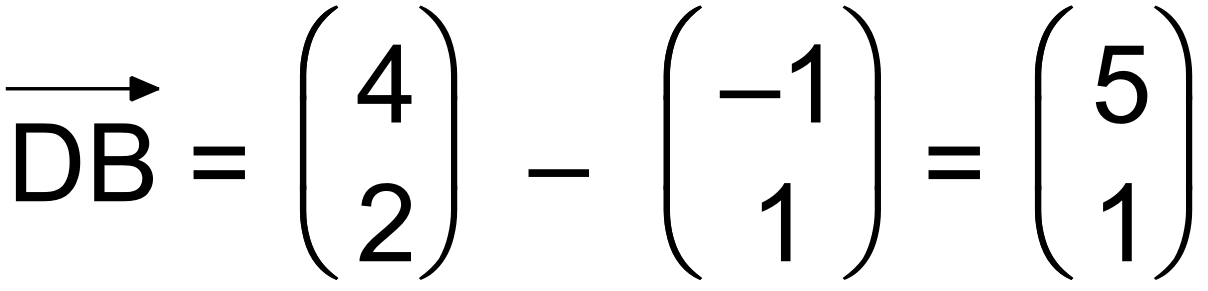 DB⃗ = (4 2) – (–1 1) = (5 1)